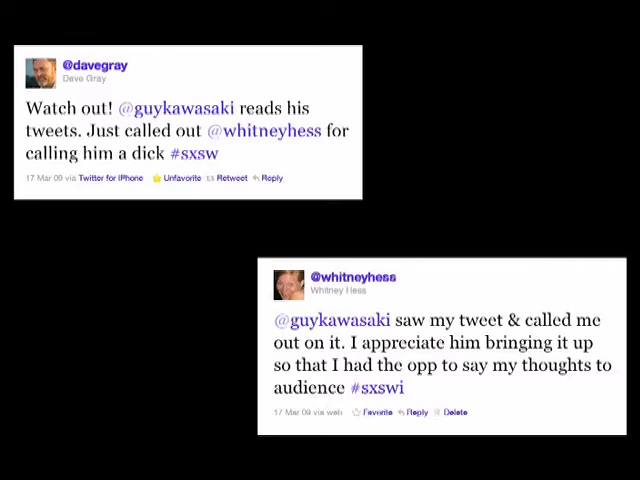 @davegray
Dave Gray
Watch out! @guykawasaki reads his
tweets. Just called out @whitneyhess for
calling him a dick #sxsw
17 Mar 09 via Twitter for iPhone Unfavorite Retweet Reply
@whitneyhess
Whitney Hess
@guykawasaki saw my tweet & called me
out on it. I appreciate him bringing it up
so that I had the opp to say my thoughts to
audience #sxswi
17 Mar 09 via web Favorite Reply Delete